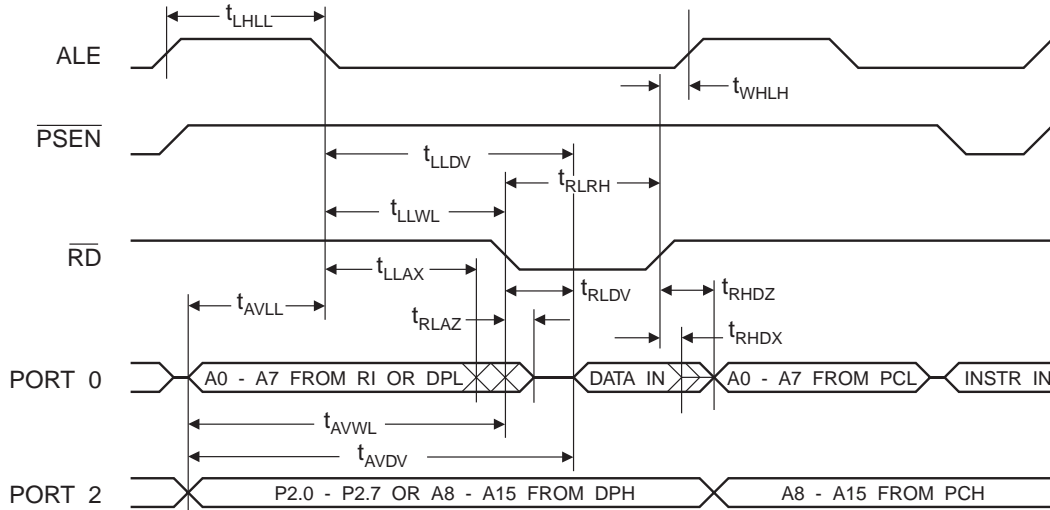 tLHLL
ALE
tWHLH
PSEN
tLLDV
tRLRH
tLLWL
RD
tLLAX
tRLDV
tRHDZ
tAVLL
tRLAZ
tRHDX
PORT 0
A0 - A7 FROM RI OR DPL
DATA IN
A0 - A7 FROM PCL
INSTR IN
tAVWL
tAVDV
PORT 2
P2.0 - P2.7 OR A8 - A15 FROM DPH
A8 - A15 FROM PCH